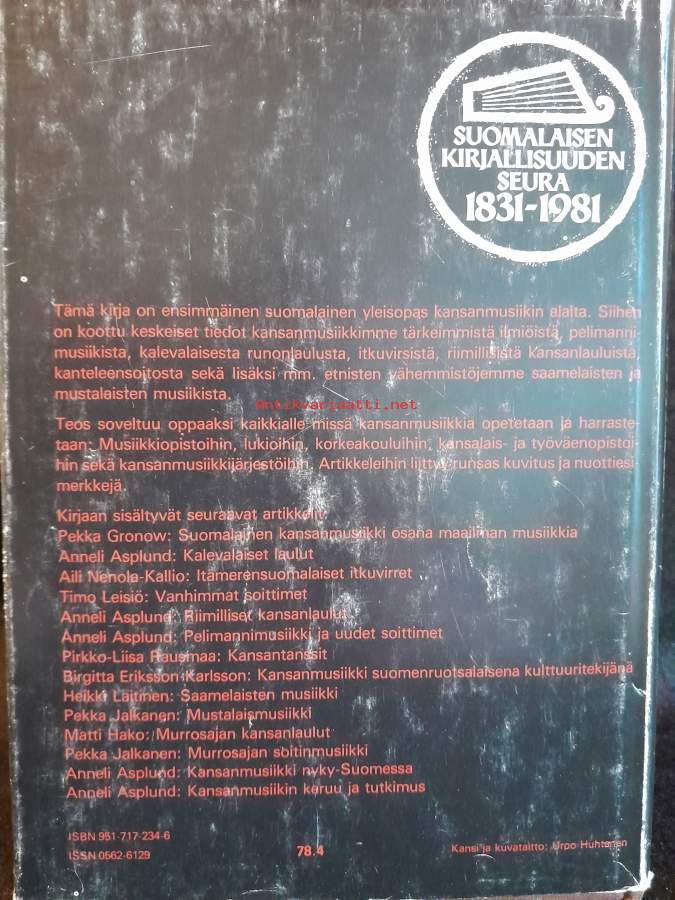 SUOMALAISEN
KIRJALLISUUDEN
SEURA
1831-1981
Tämä kirja on ensimmäinen suomalainen yleisopas kansanmusiikin alalta. Siihen
on koottu keskeiset tiedot kansanmusiikkimme tärkeimmistä ilmiöistä, pelimanni-
musiikista, kalevalaisesta runonlaulusta, itkuvirsistä, riimillisistä kansanlauluista,
kanteleensoitosta sekä lisäksi mm. etnisten vähemmistöjemme saamelaisten ja
mustalaisten musiikista.
Antikvariaatti.net
Teos soveltuu oppaaksi kaikkialle missä kansanmusiikkia opetetaan ja harraste-
taan: Musiikkiopistoihin, lukioihin, korkeakouluihin, kansalais- ja työväenopistoi-
hin sekä kansanmusiikkijärjestöihin. Artikkeleihin liittyy runsas kuvitus ja nuottiesi-
merkkejä.
Kirjaan sisältyvät seuraavat artikkelit:
Pekka Gronow: Suomalainen kansanmusiikki osana maailman musiikkia
Anneli Asplund: Kalevalaiset laulut
Aili Nenola-Kallio: Itämerensuomalaiset itkuvirret
Timo Leisiö: Vanhimmat soittimet
Anneli Asplund: Riimilliset kansanlaulut
Anneli Asplund: Pelimannimusiikki ja uudet soittimet
Pirkko-Liisa Rausmaa: Kansantanssit
Birgitta Eriksson-Karlsson: Kansanmusiikki suomenruotsalaisena kulttuuritekijänä
Heikki Laitinen: Saamelaisten musiikki
Pekka Jalkanen: Mustalaismusiikki
Matti Hako: Murrosajan kansanlaulut
Pekka Jalkanen: Murrosajan soitinmusiikki
Anneli Asplund: Kansanmusiikki nyky-Suomessa
Anneli Asplund: Kansanmusiikin keruu ja tutkimus
ISBN 951-717-234-6
ISSN 0562-6129
78.4
Kansi ja kuvataitto: Urpo Huhtanen